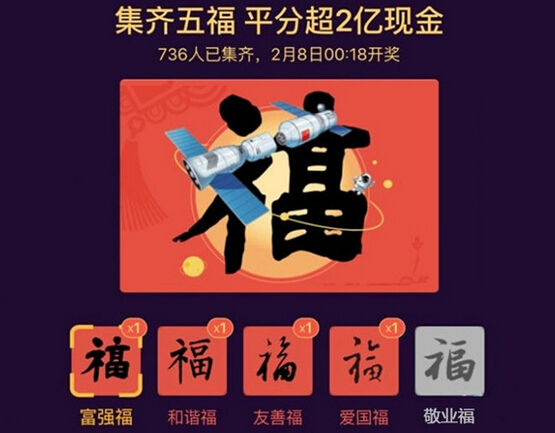 集齐五福 平分超2亿现金
736人已集齐，2月8日00:18开奖
福
x1 x1 x1 x1
福 福 福 福 福
富强福 和谐福 友善福 爱国福 敬业福